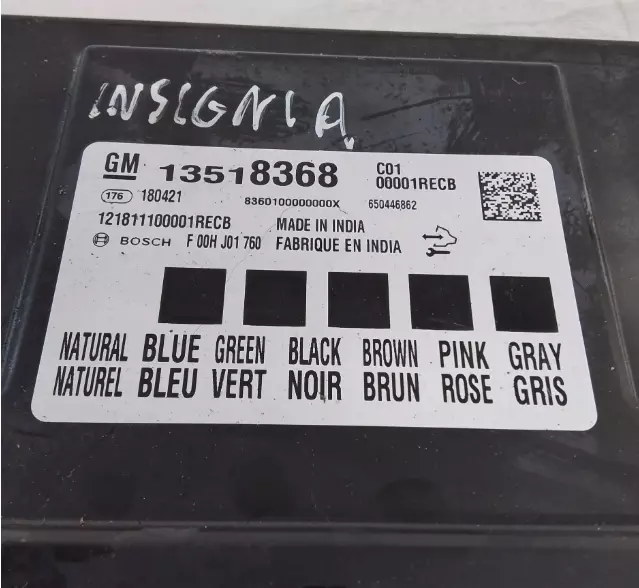 INSIGNIA
GM 13518368 C01
00001RECB
176 180421 8360100000000X 650446862
121811100001RECB MADE IN INDIA
BOSCH F 00H J01 760 FABRIQUE EN INDIA
NATURAL BLUE GREEN BLACK BROWN PINK GRAY
NATUREL BLEU VERT NOIR BRUN ROSE GRIS